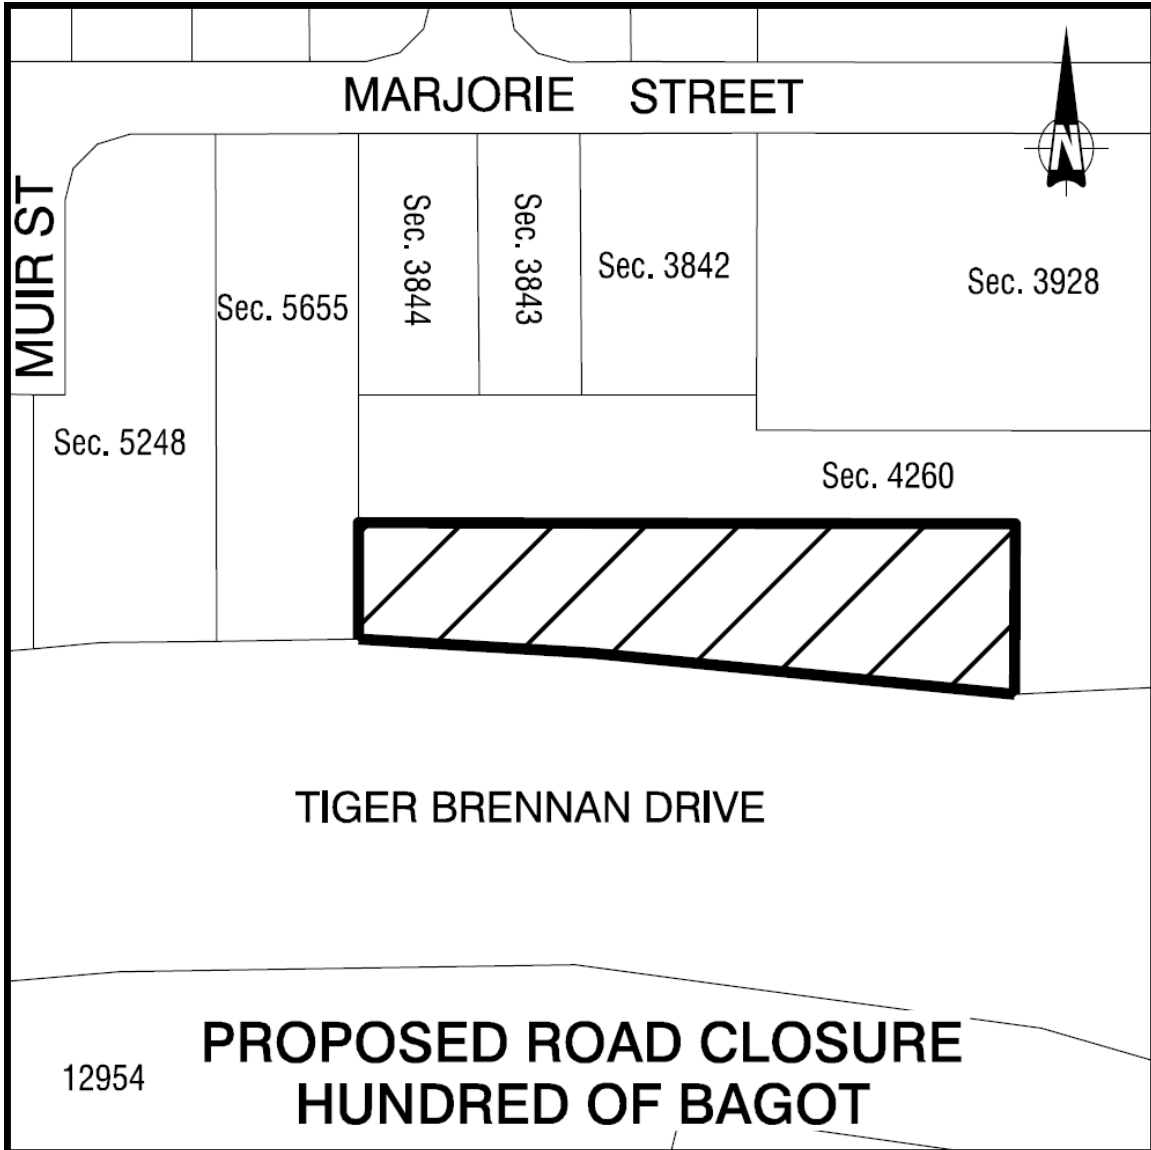 MARJORIE STREET
N
MUIR ST
Sec. 3844
Sec. 3843
Sec. 3842
Sec. 3928
Sec. 5655
Sec. 5248
Sec. 4260
TIGER BRENNAN DRIVE
PROPOSED ROAD CLOSURE
HUNDRED OF BAGOT
12954